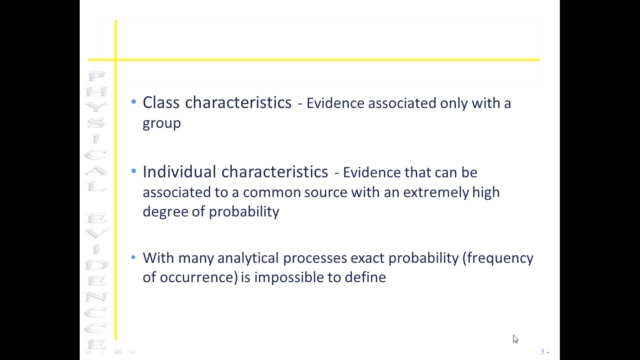 • Class characteristics - Evidence associated only with a
group
• Individual characteristics - Evidence that can be
associated to a common source with an extremely high
degree of probability
• With many analytical processes exact probability (frequency
of occurrence) is impossible to define
PHYSICAL EVIDENCE
3 -